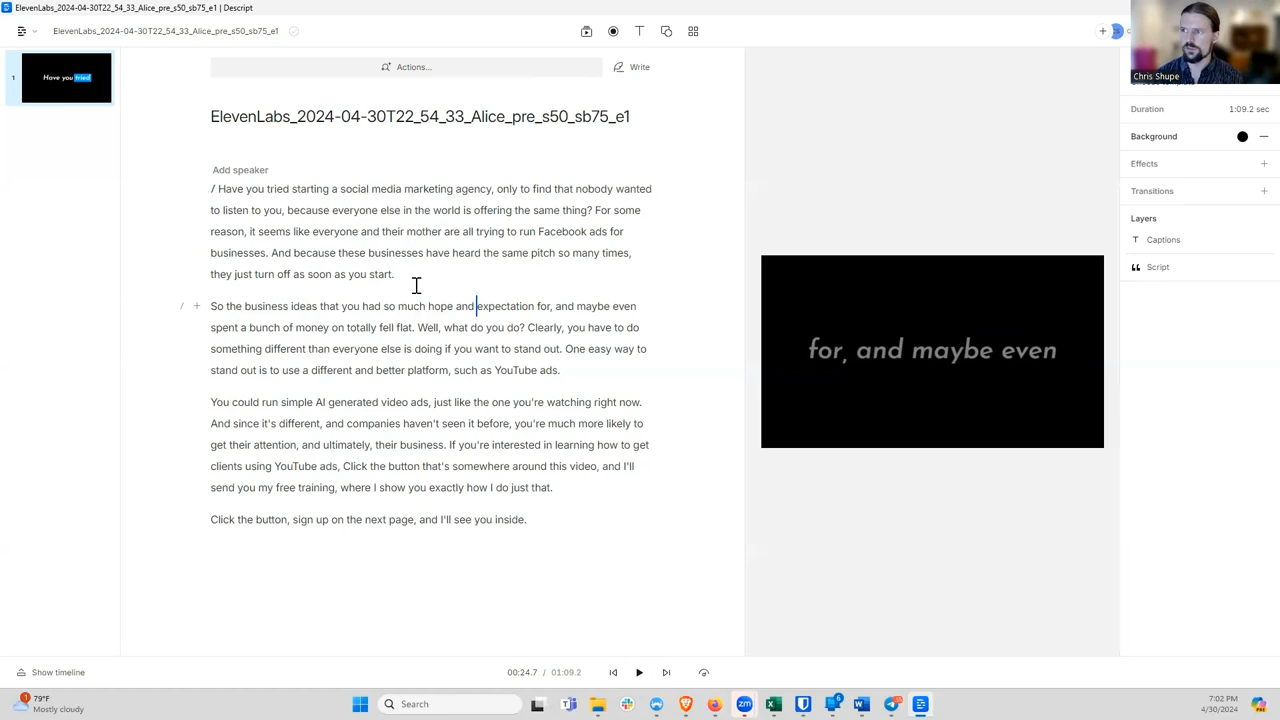 ElevenLabs_2024-04-30T22_54_33_Alice_pre_s50_sb75_e1 | Descript
ElevenLabs_2024-04-30T22_54_33_Alice_pre_s50_sb75_e1
Chris Shupe
1
Have you tried
Actions...
Write
ElevenLabs_2024-04-30T22_54_33_Alice_pre_s50_sb75_e1
Add speaker
/ Have you tried starting a social media marketing agency, only to find that nobody wanted
to listen to you, because everyone else in the world is offering the same thing? For some
reason, it seems like everyone and their mother are all trying to run Facebook ads for
businesses. And because these businesses have heard the same pitch so many times,
they just turn off as soon as you start.
So the business ideas that you had so much hope and expectation for, and maybe even
spent a bunch of money on totally fell flat. Well, what do you do? Clearly, you have to do
something different than everyone else is doing if you want to stand out. One easy way to
stand out is to use a different and better platform, such as YouTube ads.
You could run simple AI generated video ads, just like the one you're watching right now.
And since it's different, and companies haven't seen it before, you're much more likely to
get their attention, and ultimately, their business. If you're interested in learning how to get
clients using YouTube ads, Click the button that's somewhere around this video, and I'll
send you my free training, where I show you exactly how I do just that.
Click the button, sign up on the next page, and I'll see you inside.
for, and maybe even
Duration 1:09.2 sec
Background
Effects
Transitions
Layers
Captions
Script
Show timeline
00:24.7 / 01:09.2
1
79°F
Mostly cloudy
Search
6
7:02 PM
4/30/2024